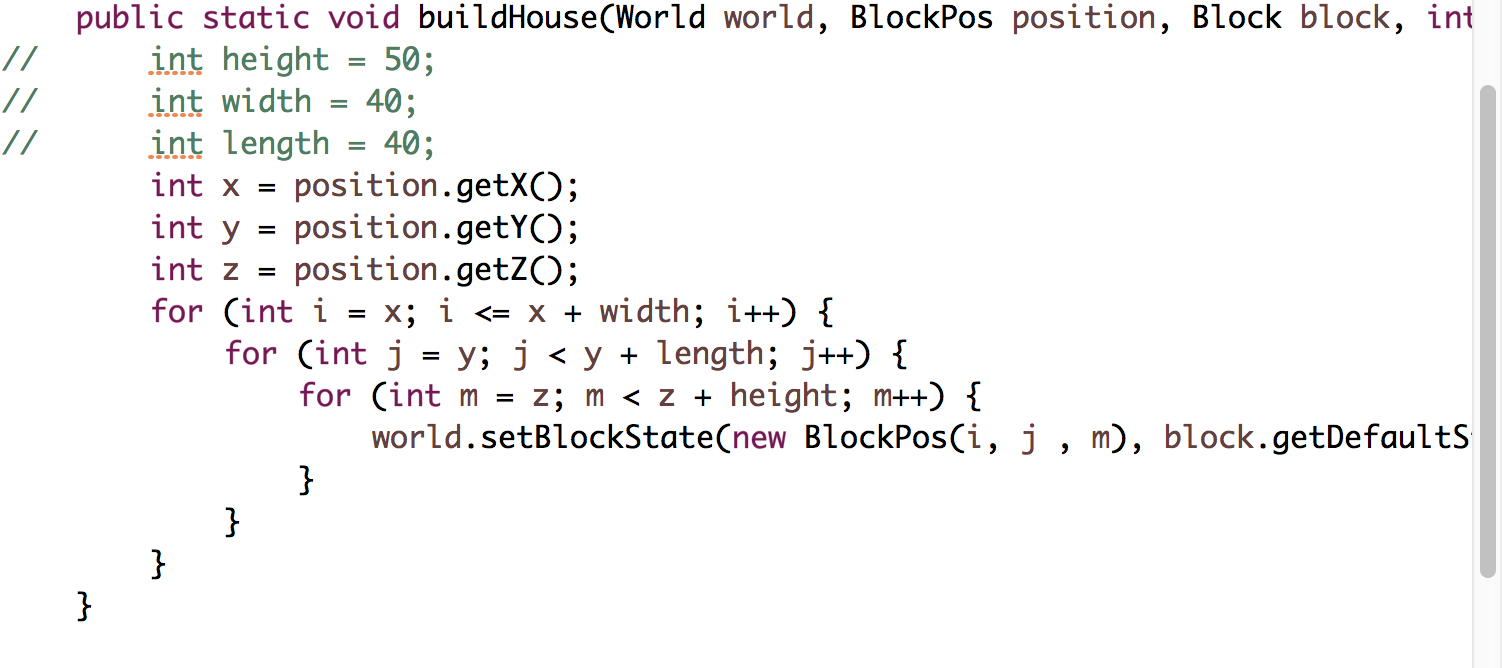 public static void buildHouse(World world, BlockPos position, Block block, int
//      int height = 50;
//      int width = 40;
//      int length = 40;
        int x = position.getX();
        int y = position.getY();
        int z = position.getZ();
        for (int i = x; i <= x + width; i++) {
            for (int j = y; j < y + length; j++) {
                for (int m = z; m < z + height; m++) {
                    world.setBlockState(new BlockPos(i, j , m), block.getDefaultS
                }
            }
        }
    }